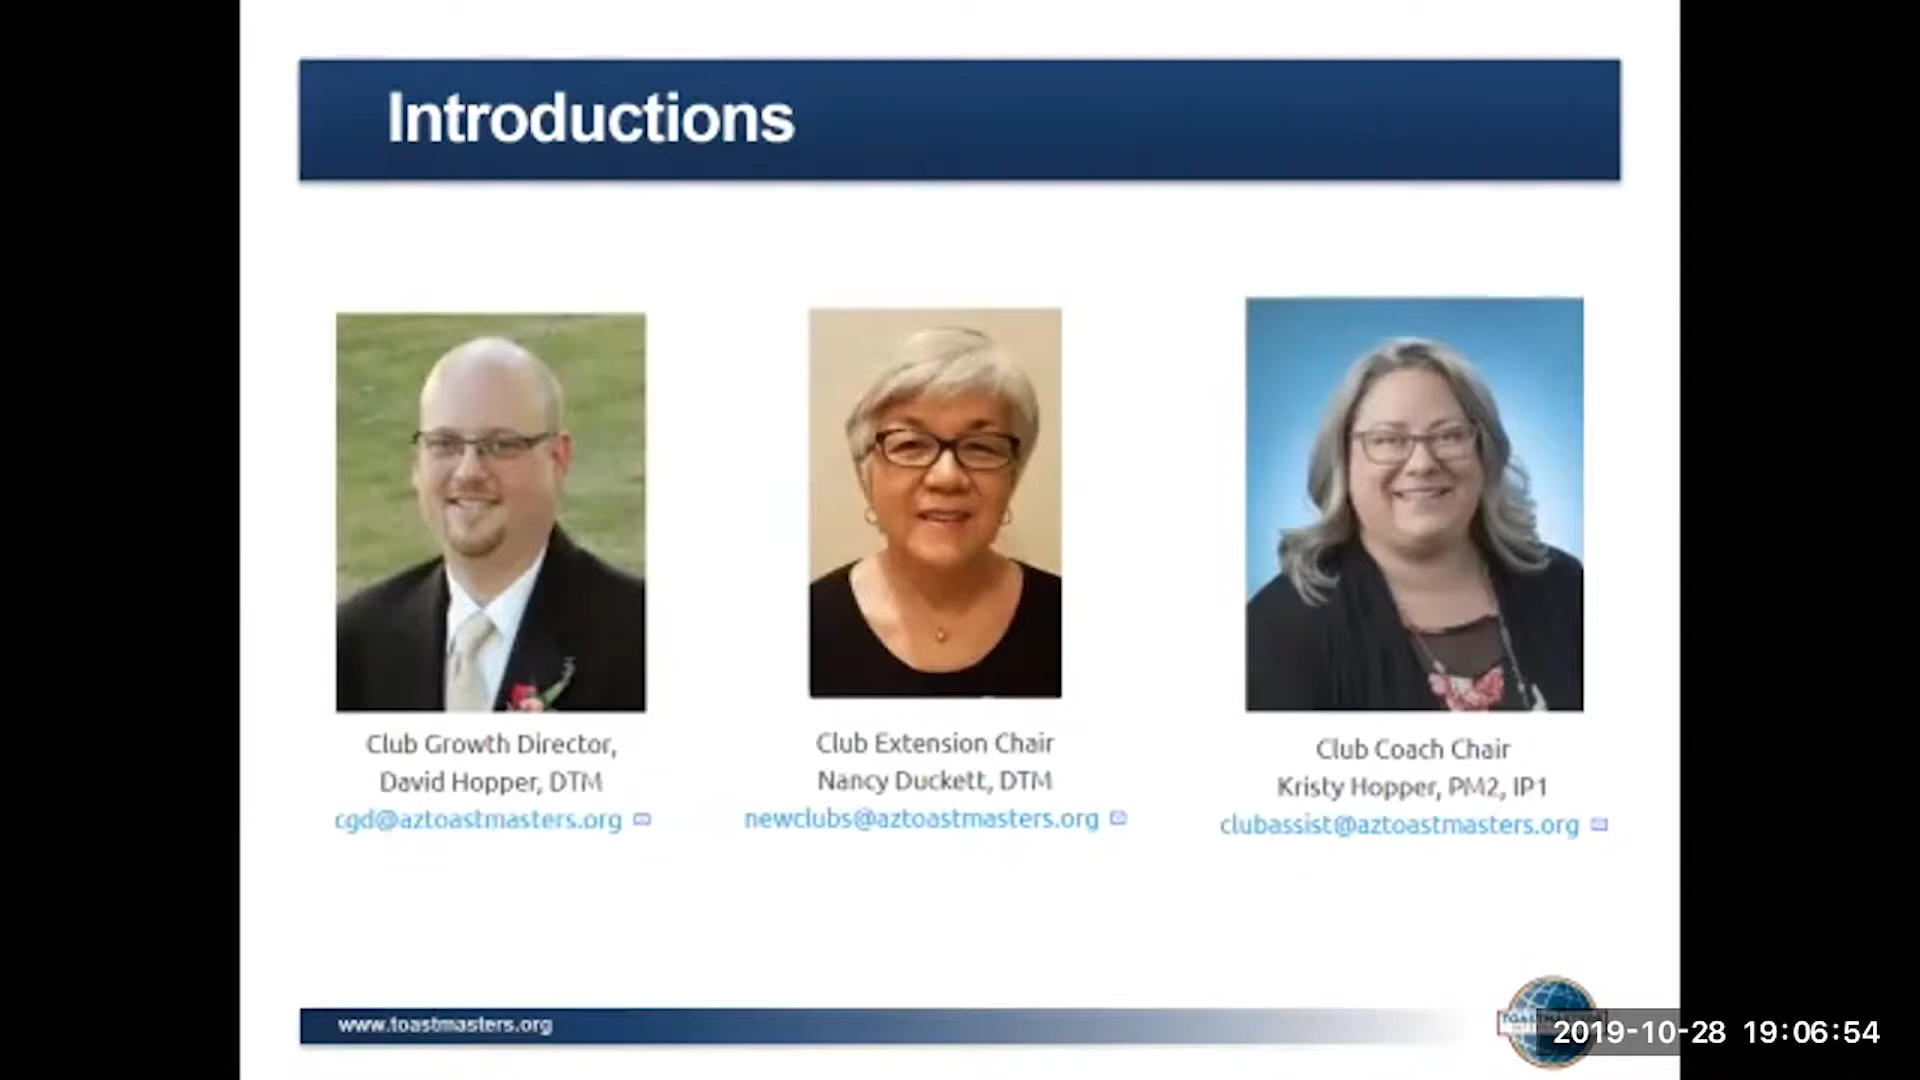 Introductions
Club Growth Director,
David Hopper, DTM
cgd@aztoastmasters.org
Club Extension Chair
Nancy Duckett, DTM
newclubs@aztoastmasters.org
Club Coach Chair
Kristy Hopper, PM2, IP1
clubassist@aztoastmasters.org
www.toastmasters.org
2019-10-28 19:06:54